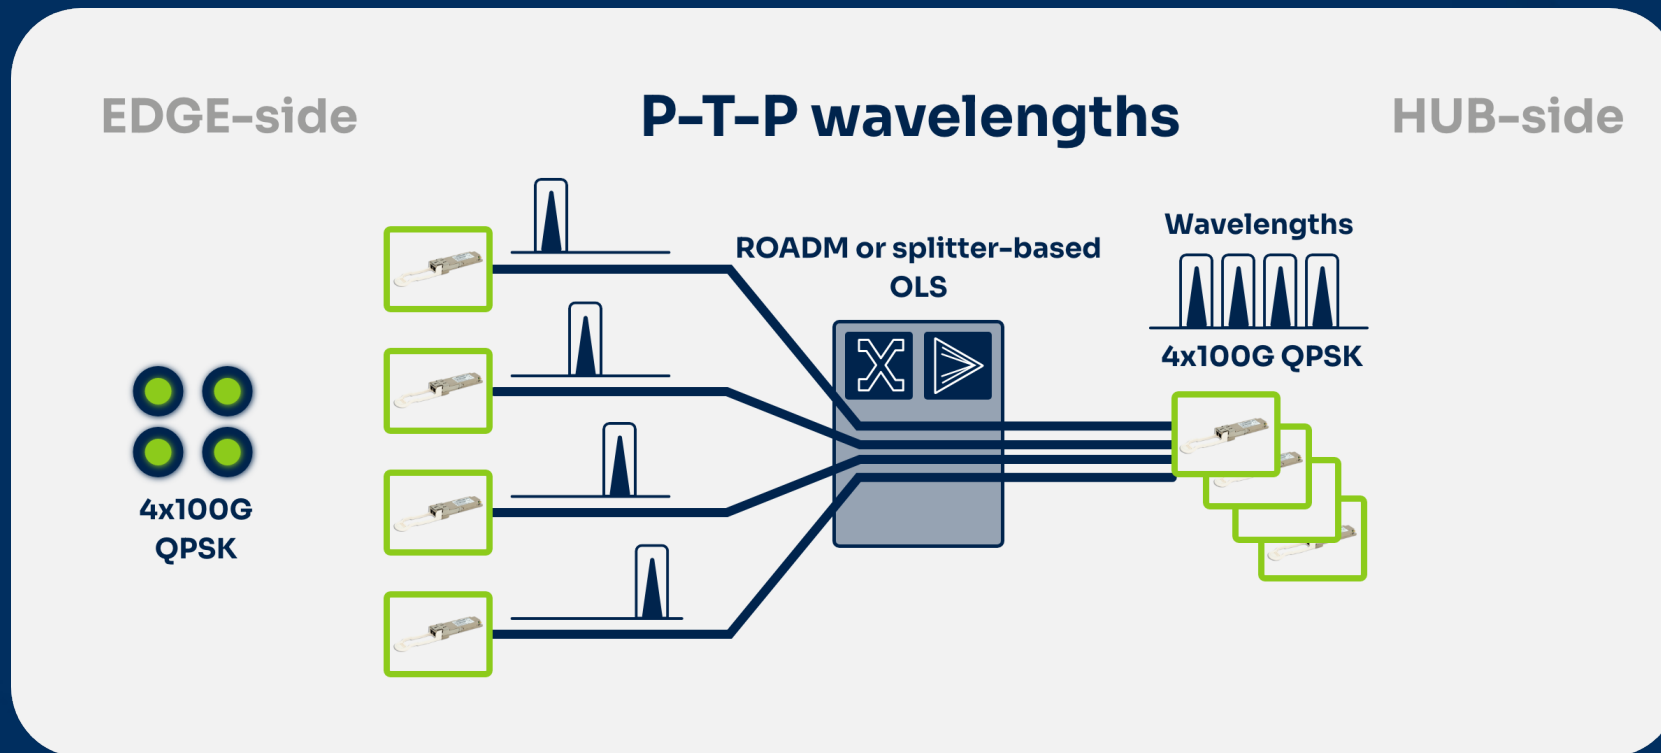 EDGE-side
P-T-P wavelengths
HUB-side
ROADM or splitter-based
OLS
Wavelengths
4x100G QPSK
4x100G
QPSK